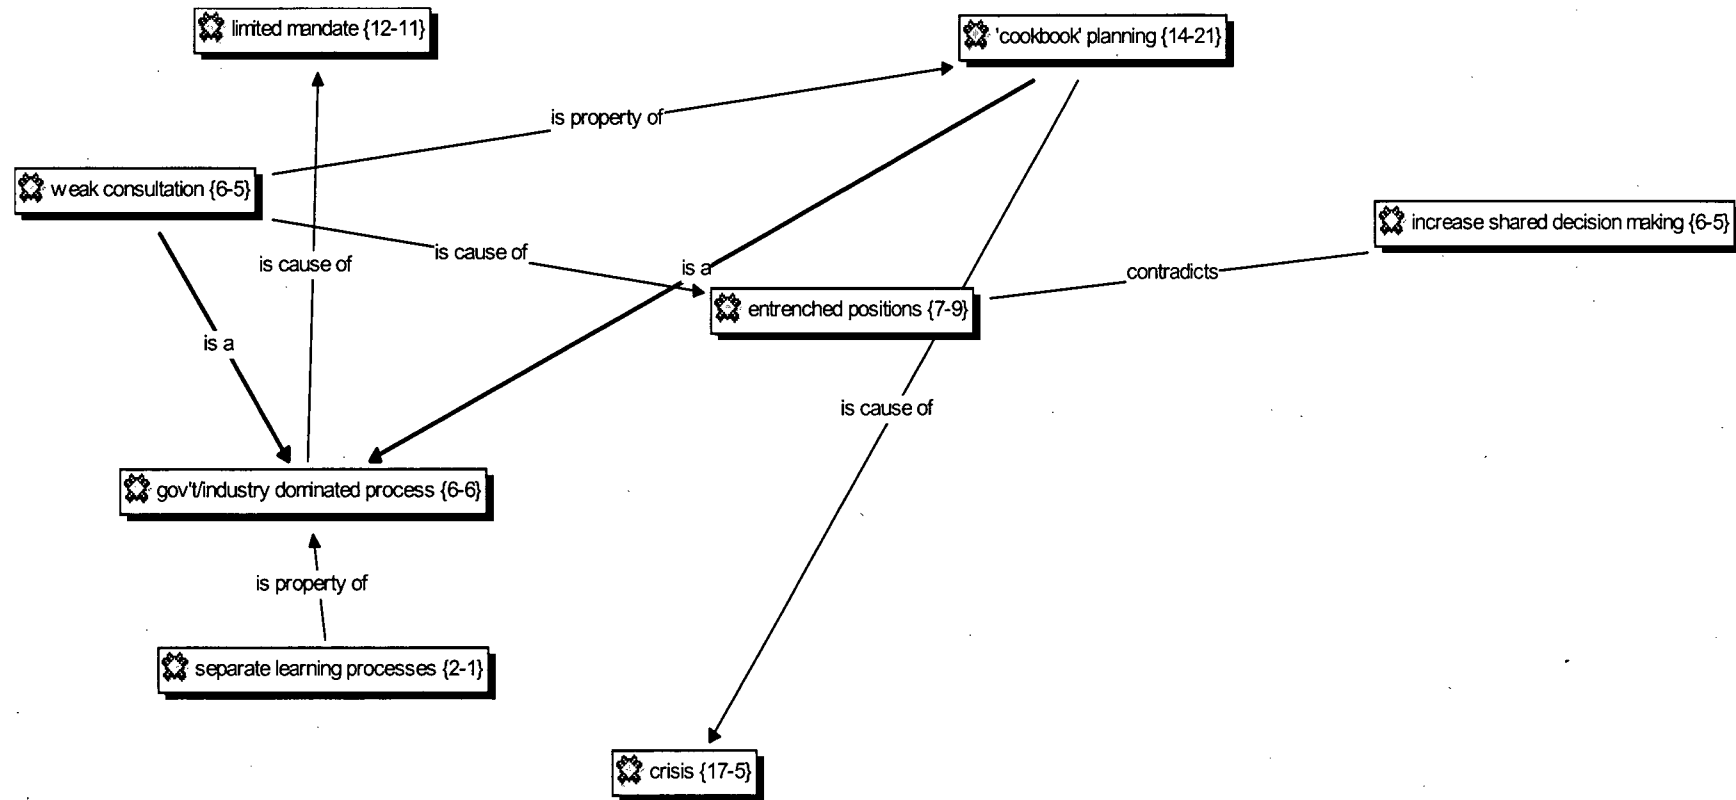 limited mandate {12-11}
'cookbook' planning {14-21}
is property of
weak consultation {6-5}
increase shared decision making {6-5}
is cause of
is cause of
is a
contradicts
entrenched positions {7-9}
is a
is cause of
gov't/industry dominated process {6-6}
is property of
separate learning processes {2-1}
crisis {17-5}